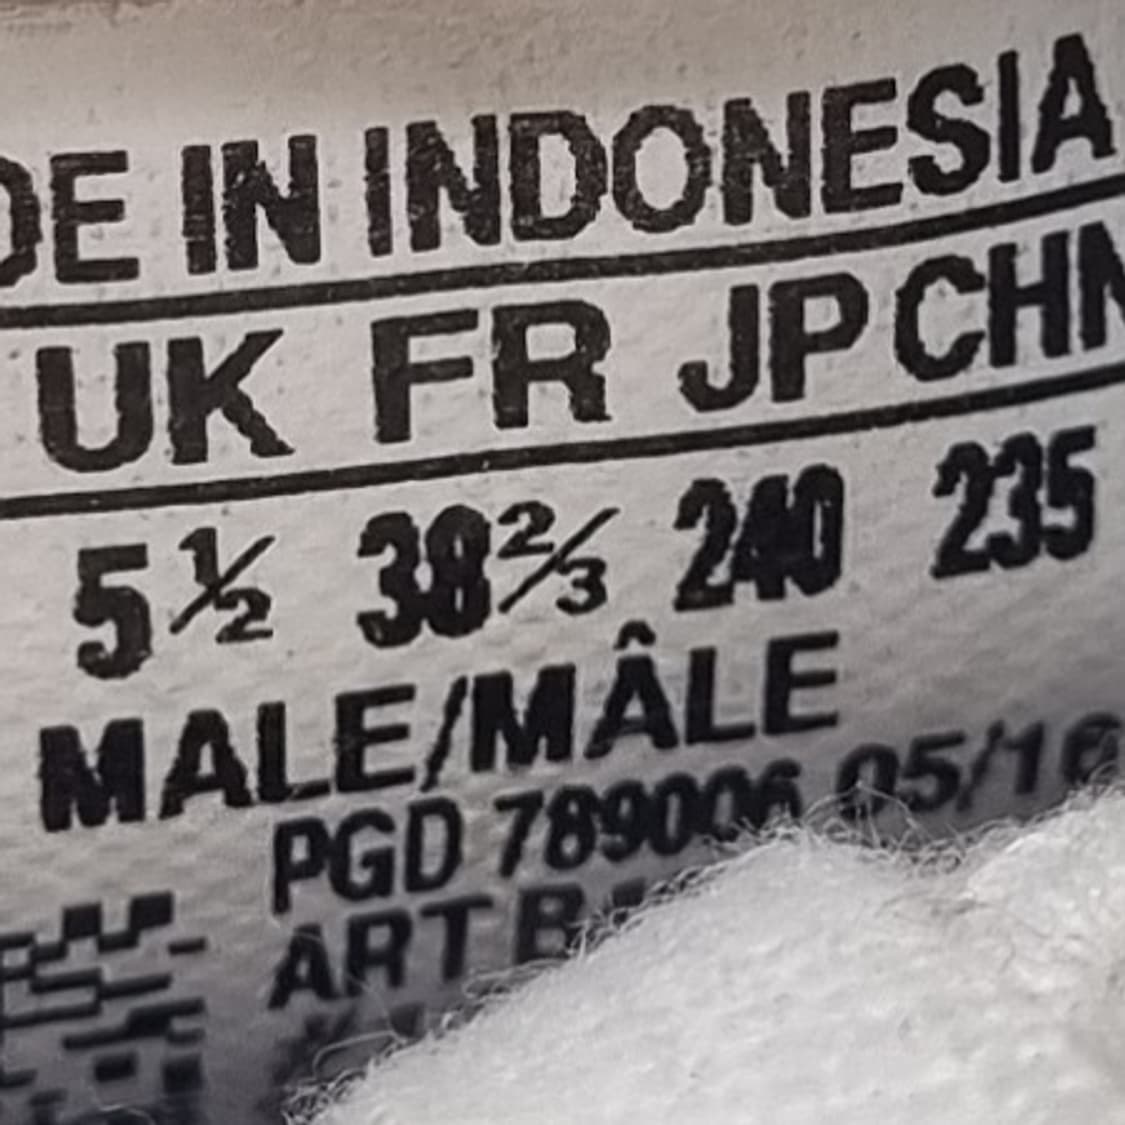 DE IN INDONESIA
UK FR JP CHN
5½ 38⅔ 240 235
MALE/MÂLE
PGD 789006 05/16
ART